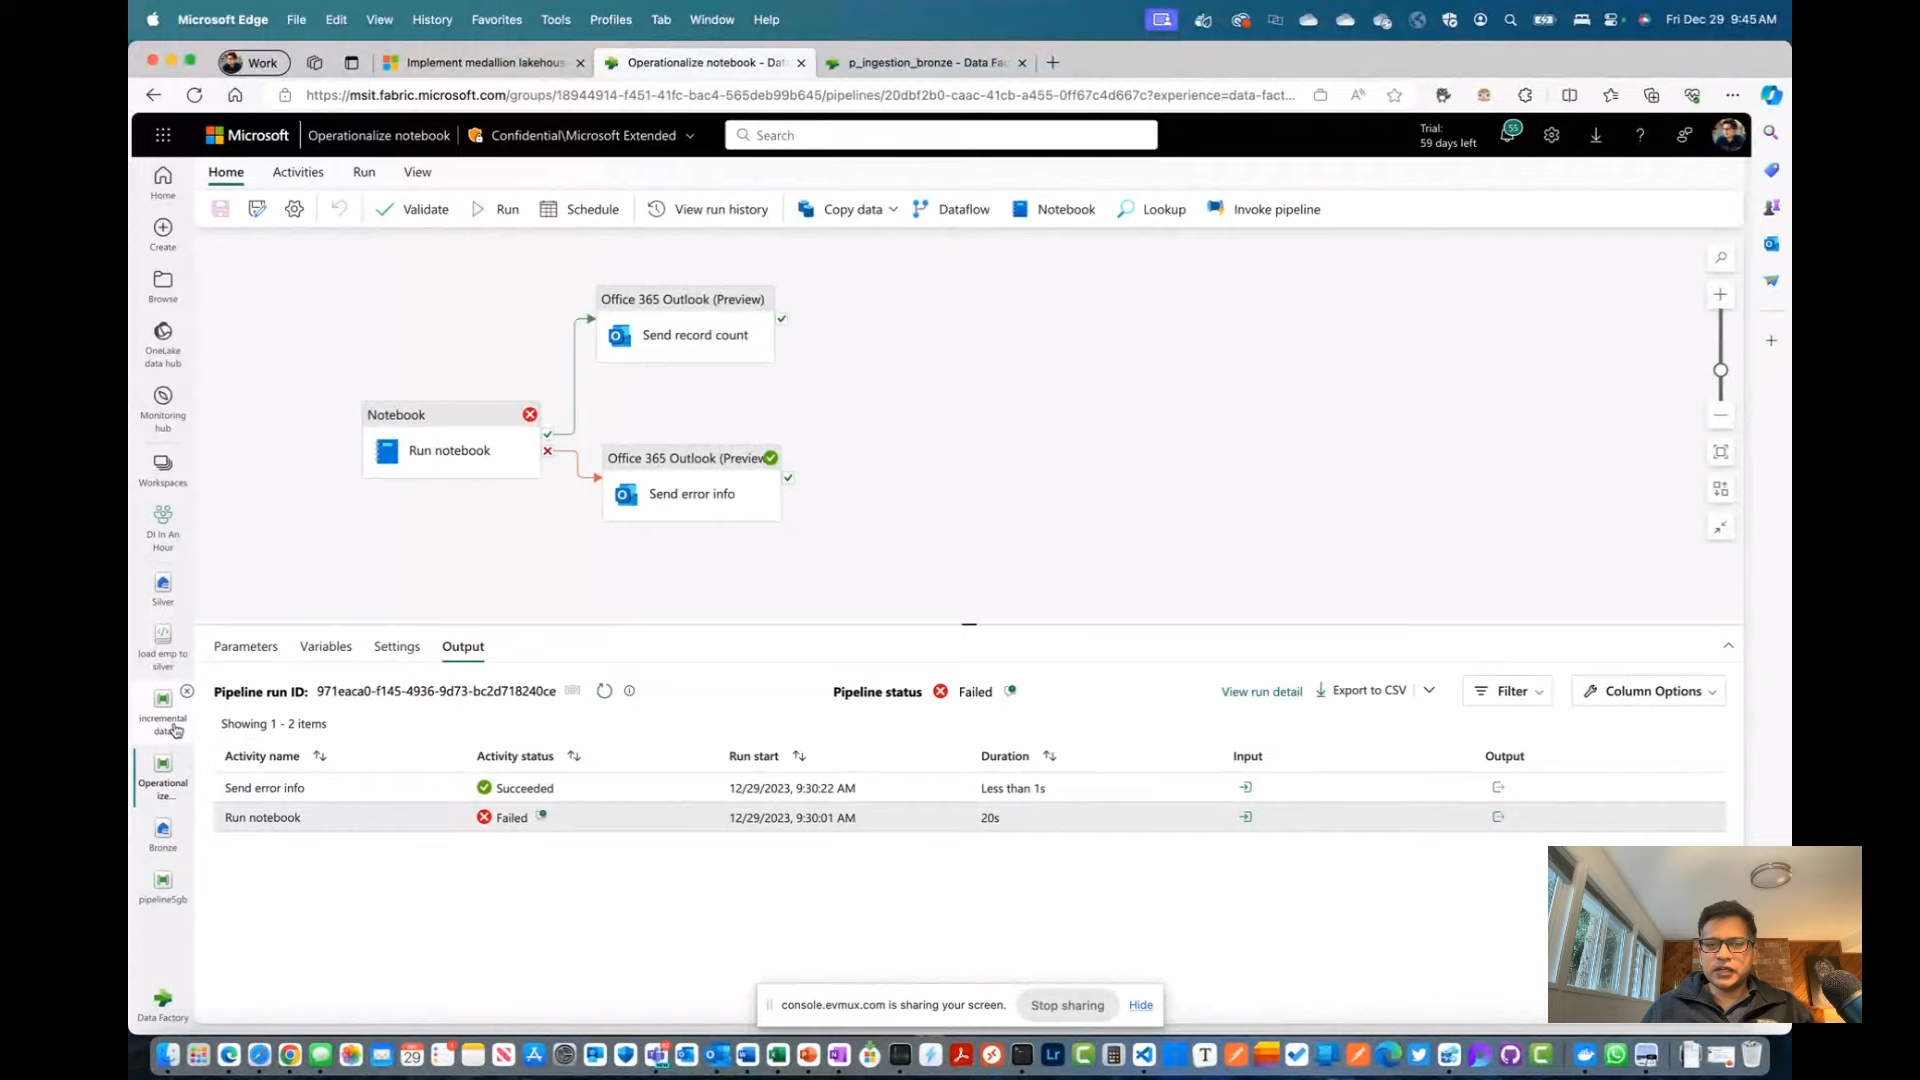 Microsoft Edge File Edit View History Favorites Tools Profiles Tab Window Help Fri Dec 29 9:45 AM
Work Implement medallion lakehous Operationalize notebook - Dat p_ingestion_bronze - Data Fac
https://msit.fabric.microsoft.com/groups/18944914-f451-41fc-bac4-565deb99b645/pipelines/20dbf2b0-caac-41cb-a455-0ff67c4d667c?experience=data-fact...
Microsoft Operationalize notebook Confidential\Microsoft Extended Search Trial: 59 days left 55
Home Activities Run View
Validate Run Schedule View run history Copy data Dataflow Notebook Lookup Invoke pipeline
Home
Create
Browse
OneLake data hub
Monitoring hub
Workspaces
DI In An Hour
Silver
load emp to silver
incremental data
Operational ize...
Bronze
pipeline5gb
Data Factory
Office 365 Outlook (Preview)
Send record count
Notebook
Run notebook
Office 365 Outlook (Preview
Send error info
Parameters Variables Settings Output
Pipeline run ID: 971eaca0-f145-4936-9d73-bc2d718240ce Pipeline status Failed View run detail Export to CSV Filter Column Options
Showing 1 - 2 items
Activity name Activity status Run start Duration Input Output
Send error info Succeeded 12/29/2023, 9:30:22 AM Less than 1s
Run notebook Failed 12/29/2023, 9:30:01 AM 20s
console.evmux.com is sharing your screen. Stop sharing Hide